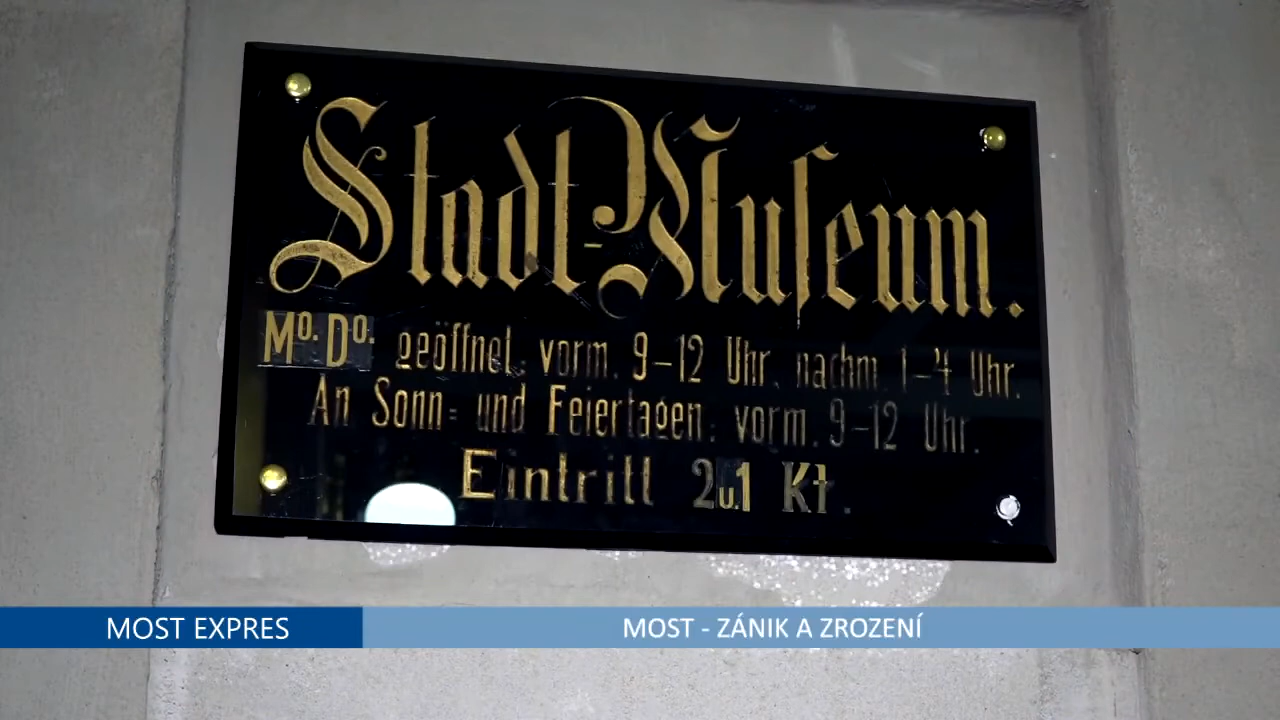 Stadt-Museum.
Mo. Do. geöffnet, vorm. 9–12 Uhr, nachm. 1–4 Uhr.
An Sonn= und Feiertagen: vorm. 9–12 Uhr.
Eintritt 2u.1 Kt.
MOST EXPRES
MOST - ZÁNIK A ZROZENÍ